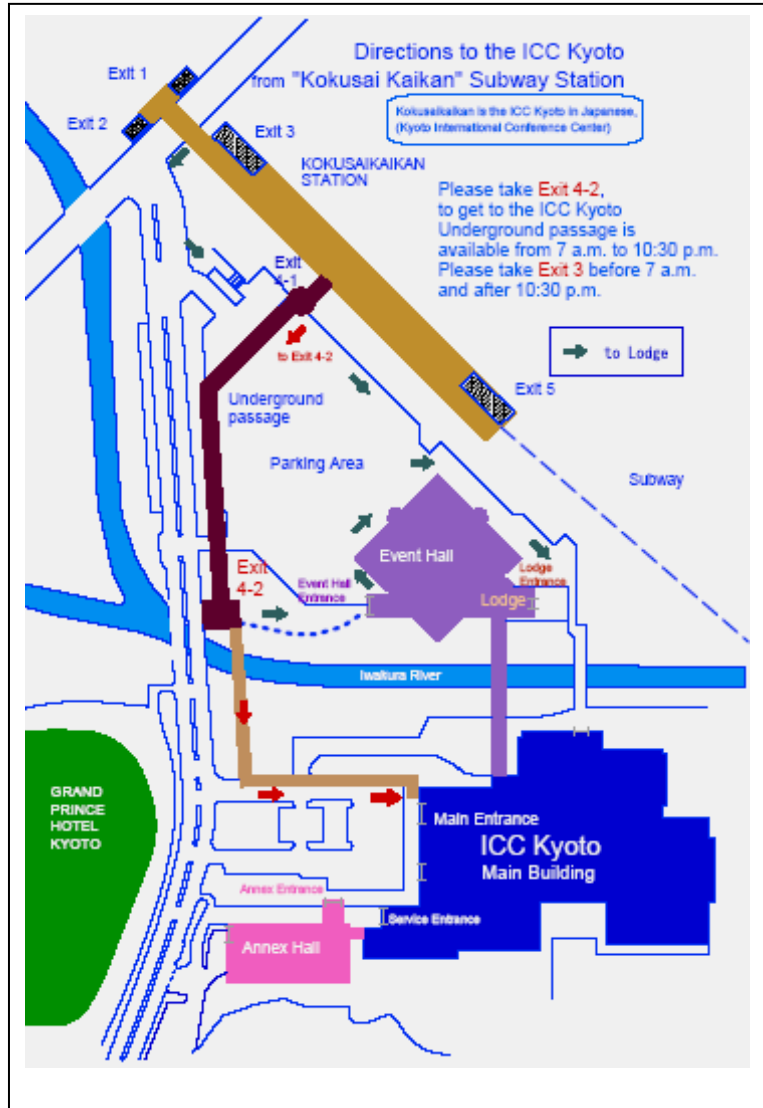 Directions to the ICC Kyoto
from "Kokusai Kaikan" Subway Station
Exit 1
Exit 2
Exit 3
Kokusaikaikan is the ICC Kyoto in Japanese,
(Kyoto International Conference Center)
KOKUSAIKAIKAN
STATION
Please take Exit 4-2,
to get to the ICC Kyoto
Underground passage is
available from 7 a.m. to 10:30 p.m.
Please take Exit 3 before 7 a.m.
and after 10:30 p.m.
Exit
4-1
to Exit 4-2
to Lodge
Exit 5
Underground
passage
Parking Area
Subway
Event Hall
Exit
4-2
Event Hall
Entrance
Lodge
Entrance
Lodge
Iwakura River
GRAND
PRINCE
HOTEL
KYOTO
Main Entrance
ICC Kyoto
Main Building
Annex Entrance
Service Entrance
Annex Hall